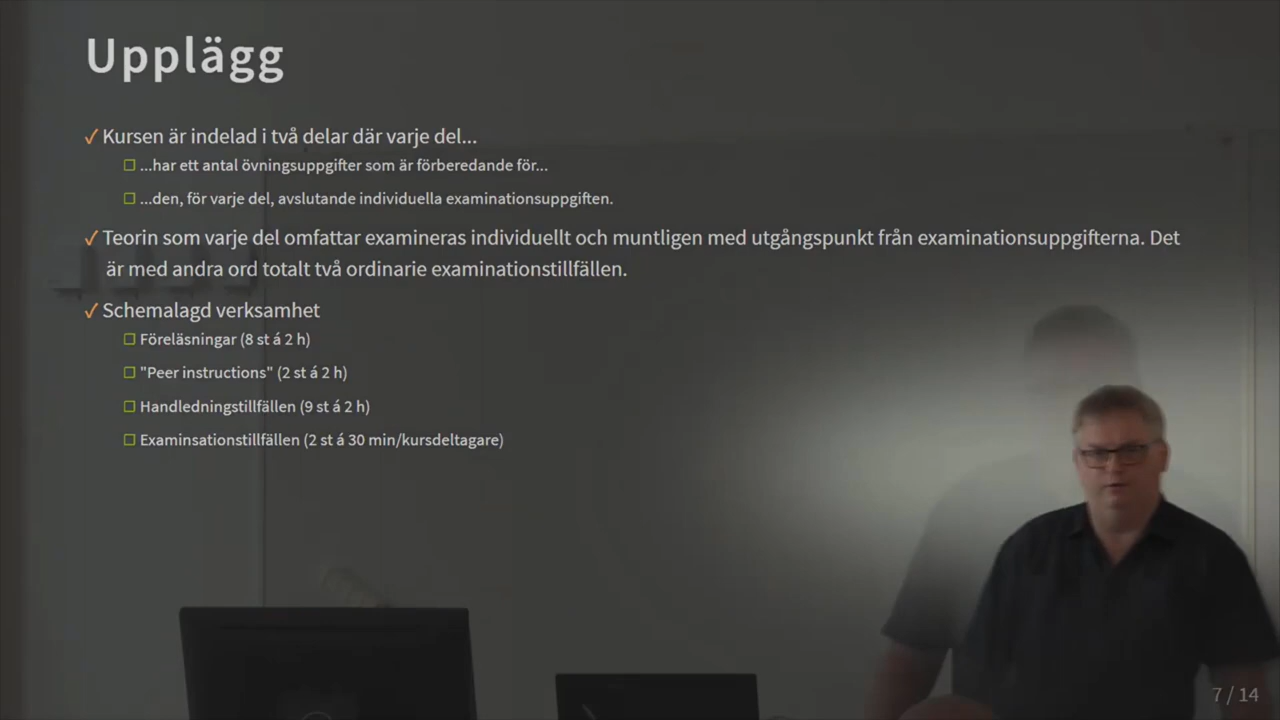 Upplägg
✓ Kursen är indelad i två delar där varje del...
☐ ...har ett antal övningsuppgifter som är förberedande för...
☐ ...den, för varje del, avslutande individuella examinationsuppgiften.
✓ Teorin som varje del omfattar examineras individuellt och muntligen med utgångspunkt från examinationsuppgifterna. Det
är med andra ord totalt två ordinarie examinationstillfällen.
✓ Schemalagd verksamhet
☐ Föreläsningar (8 st á 2 h)
☐ "Peer instructions" (2 st á 2 h)
☐ Handledningstillfällen (9 st á 2 h)
☐ Examinsationstillfällen (2 st á 30 min/kursdeltagare)
7 / 14